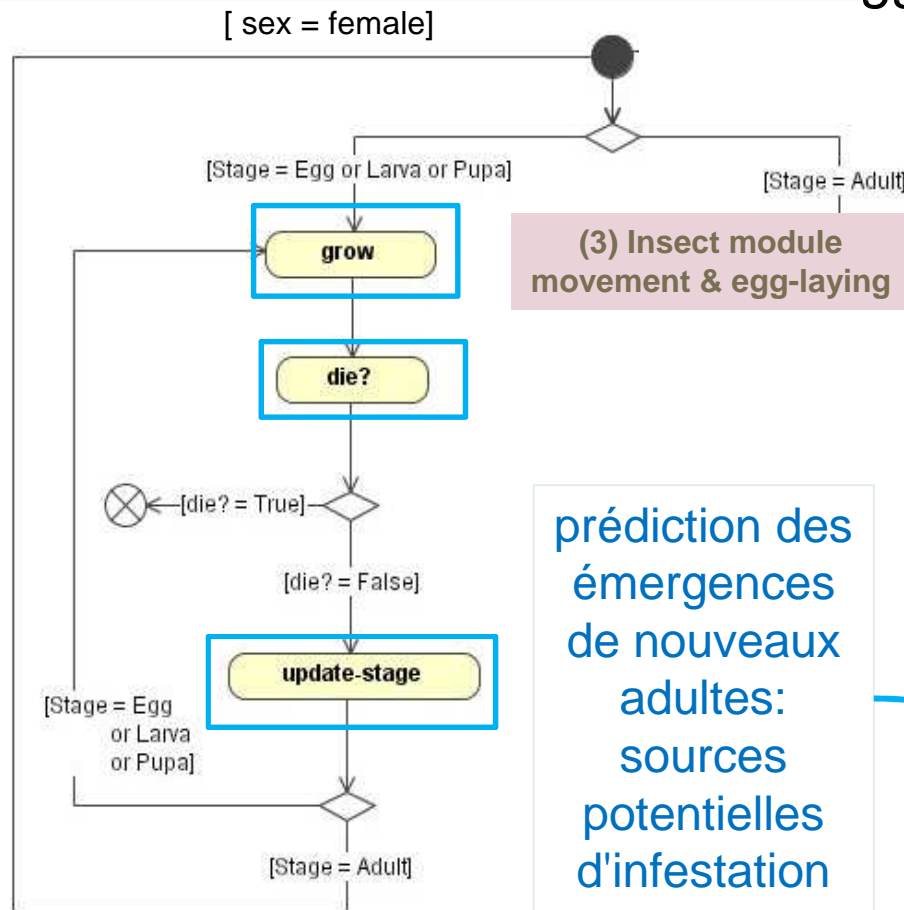 [ sex = female]
[Stage = Egg or Larva or Pupa]
[Stage = Adult]
grow
(3) Insect module
movement & egg-laying
die?
[die? = True]
[die? = False]
update-stage
[Stage = Egg
or Larva
or Pupa]
[Stage = Adult]
prédiction des
émergences
de nouveaux
adultes:
sources
potentielles
d'infestation